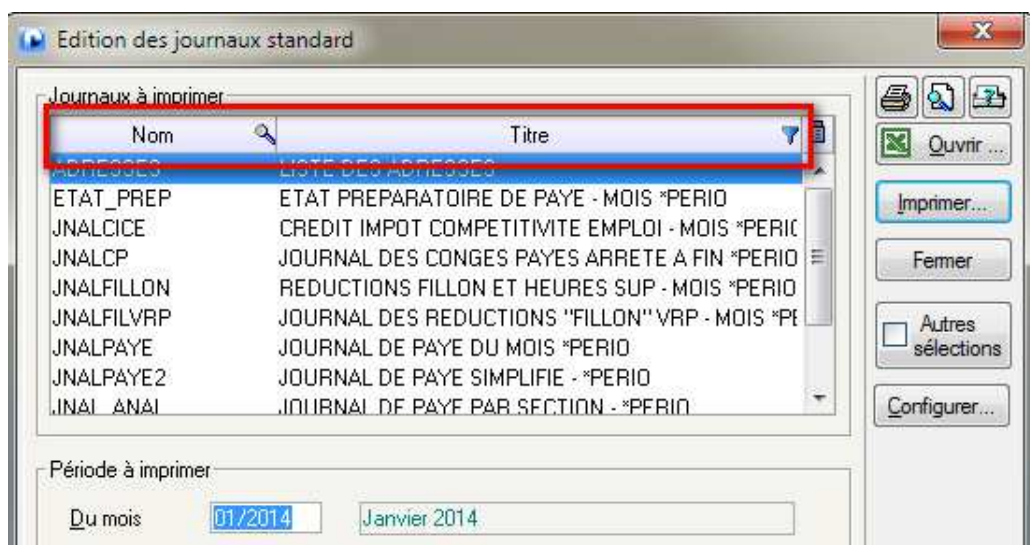 Edition des journaux standard
Journaux à imprimer
Nom Titre
ADRESSES LISTE DES ADRESSES
ETAT_PREP ETAT PREPARATOIRE DE PAYE - MOIS *PERIO
JNALCICE CREDIT IMPOT COMPETITIVITE EMPLOI - MOIS *PERIO
JNALCP JOURNAL DES CONGES PAYES ARRETE A FIN *PERIO
JNALFILLON REDUCTIONS FILLON ET HEURES SUP - MOIS *PERIO
JNALFILVRP JOURNAL DES REDUCTIONS "FILLON" VRP - MOIS *PE
JNALPAYE JOURNAL DE PAYE DU MOIS *PERIO
JNALPAYE2 JOURNAL DE PAYE SIMPLIFIE - *PERIO
JNAL_ANAL JOURNAL DE PAYE PAR SECTION - *PERIO
Ouvrir ...
Imprimer...
Fermer
Autres
sélections
Configurer...
Période à imprimer
Du mois 01/2014 Janvier 2014